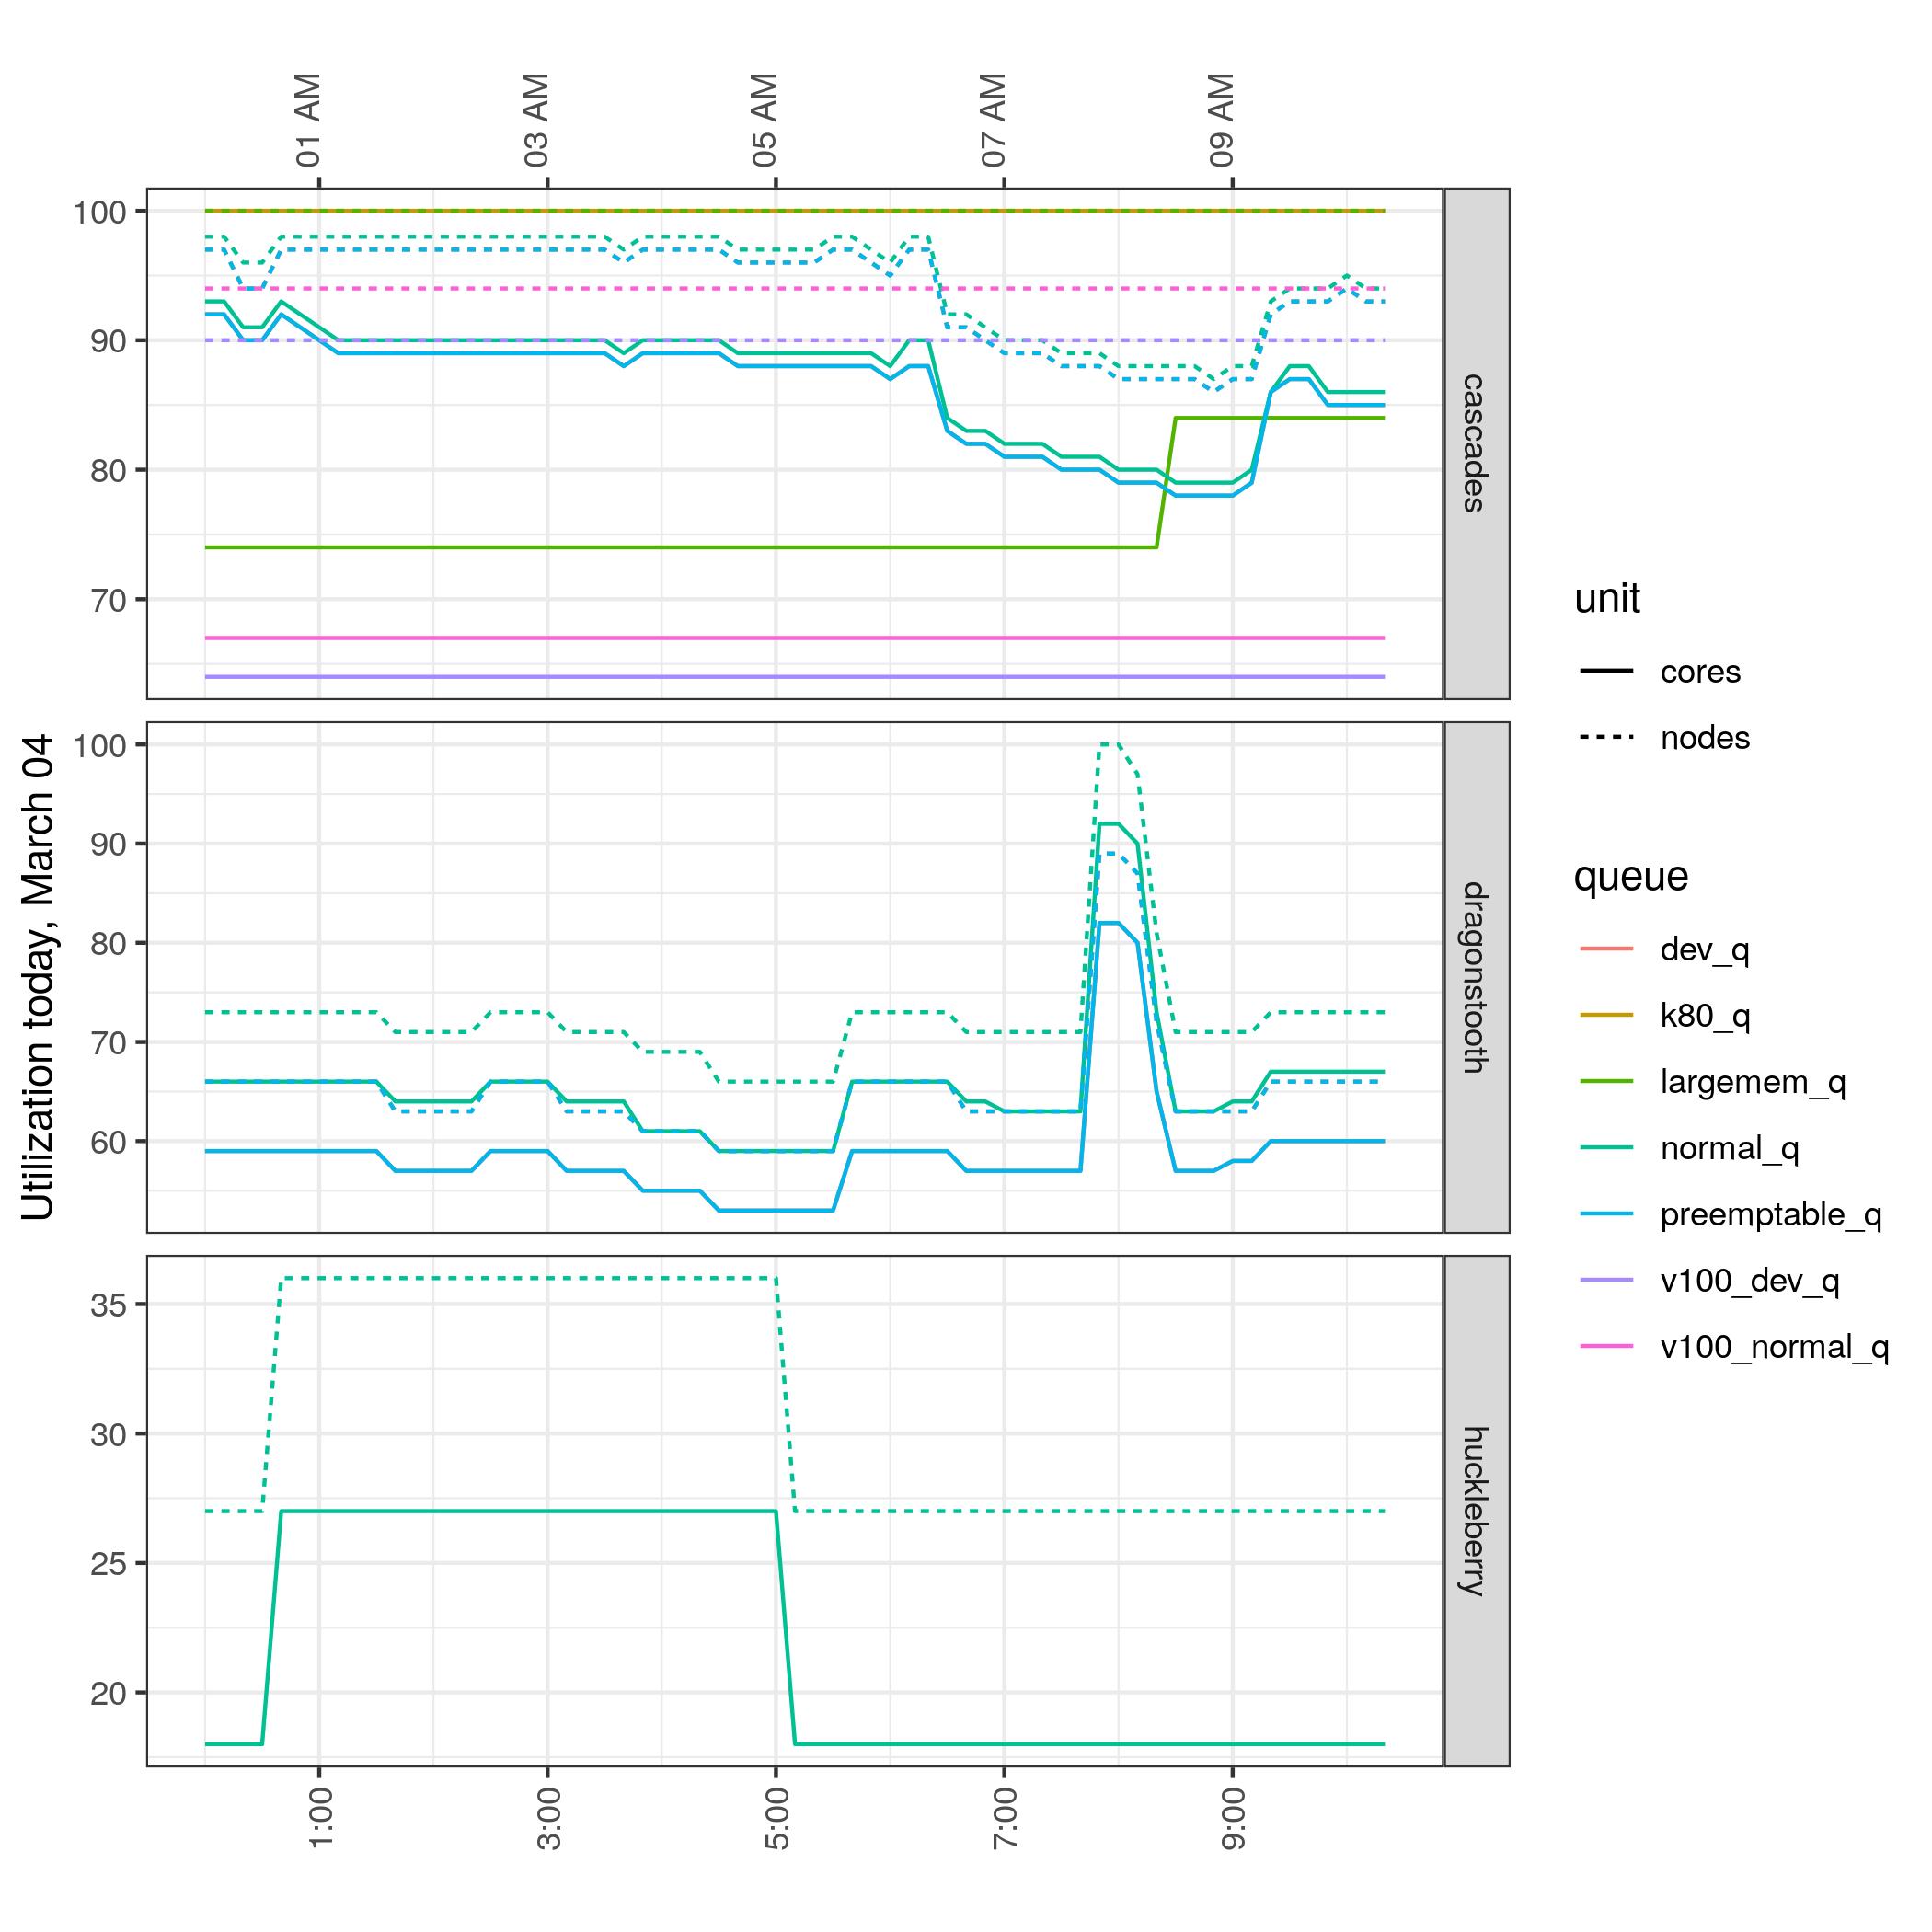 01 AM
03 AM
05 AM
07 AM
09 AM
Utilization today, March 04
100
90
80
70
cascades
100
90
80
70
60
dragonstooth
35
30
25
20
huckleberry
1:00
3:00
5:00
7:00
9:00
unit
cores
nodes
queue
dev_q
k80_q
largemem_q
normal_q
preemptable_q
v100_dev_q
v100_normal_q